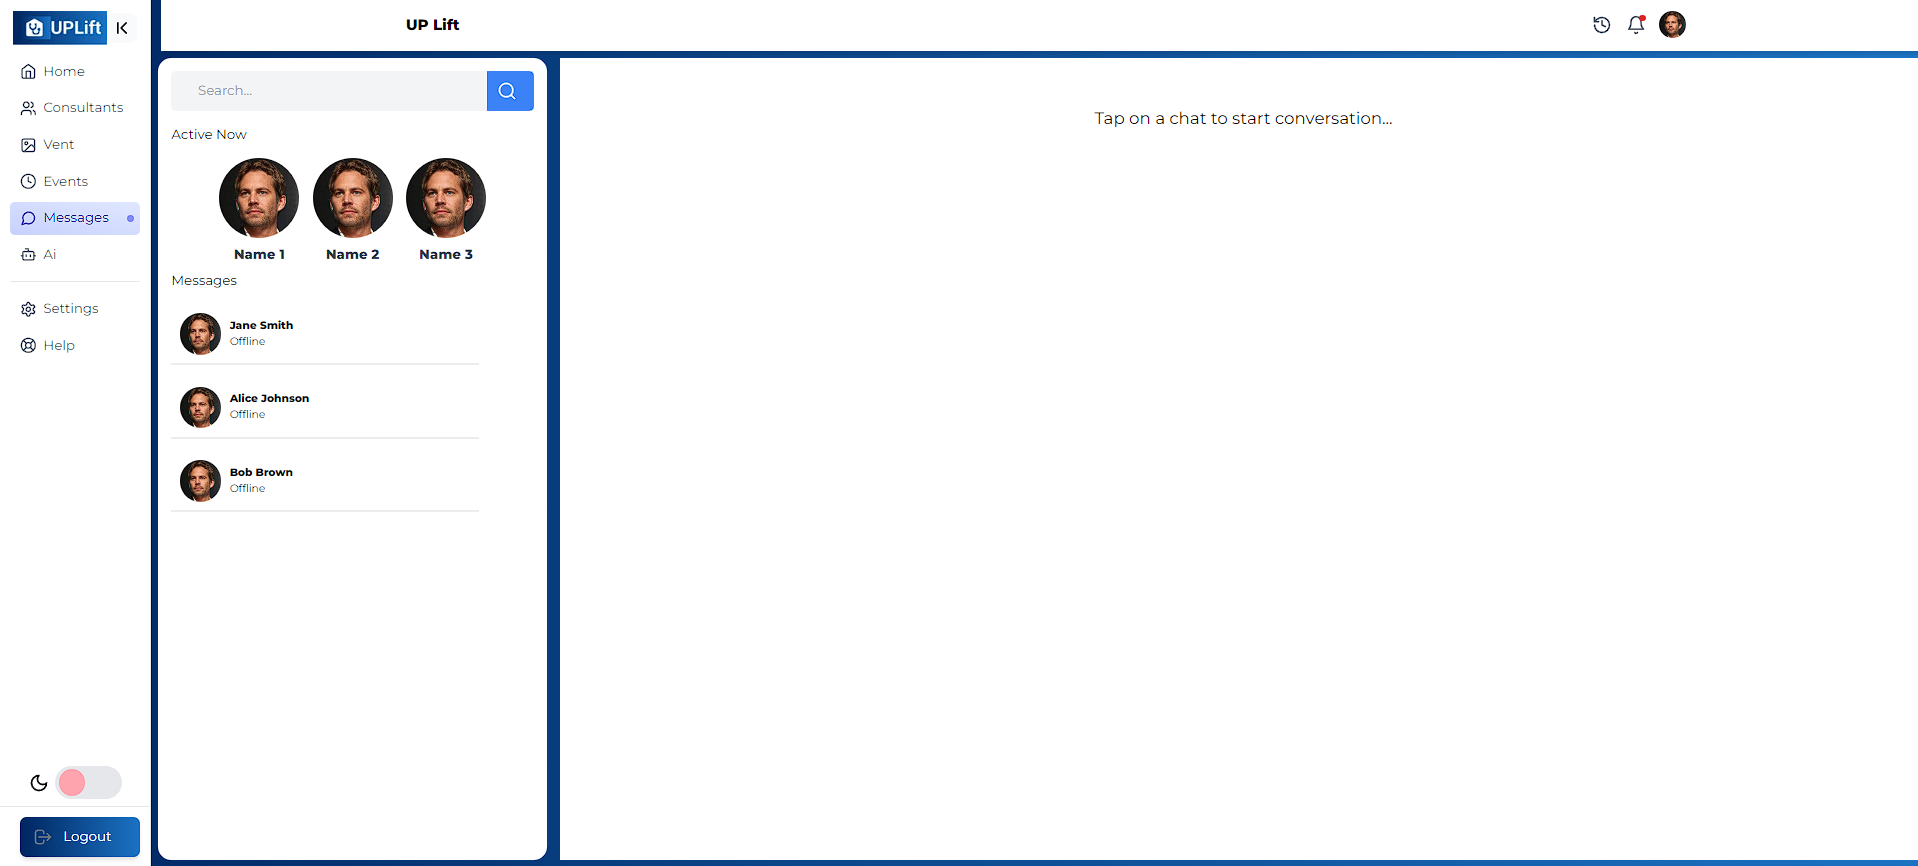 UPLift
Home
Consultants
Vent
Events
Messages
Ai
Settings
Help
Logout
UP Lift
Search...
Active Now
Name 1
Name 2
Name 3
Messages
Jane Smith
Offline
Alice Johnson
Offline
Bob Brown
Offline
Tap on a chat to start conversation...